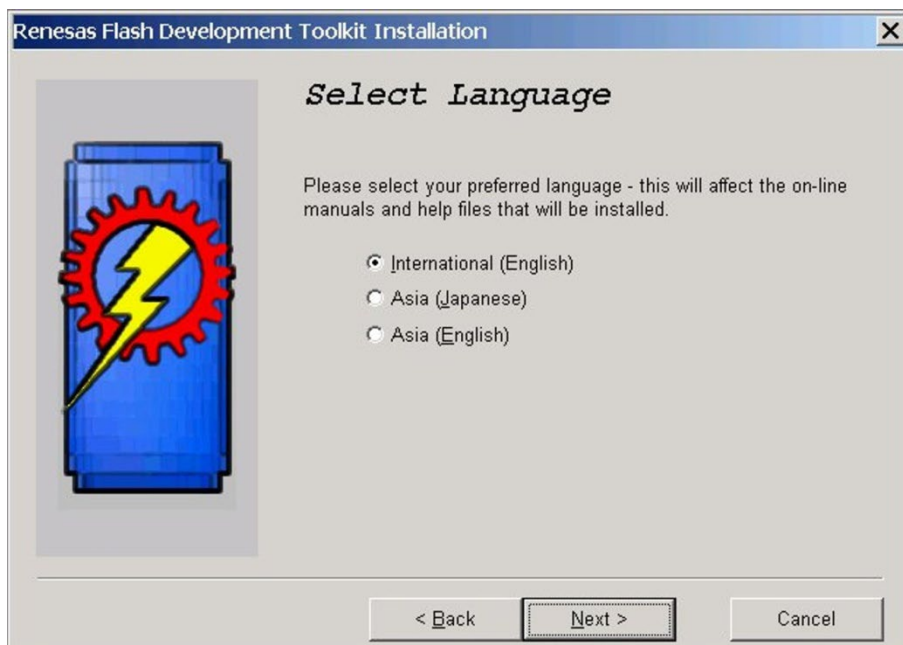 Renesas Flash Development Toolkit Installation
Select Language
Please select your preferred language - this will affect the on-line
manuals and help files that will be installed.
International (English)
Asia (Japanese)
Asia (English)
< Back
Next >
Cancel